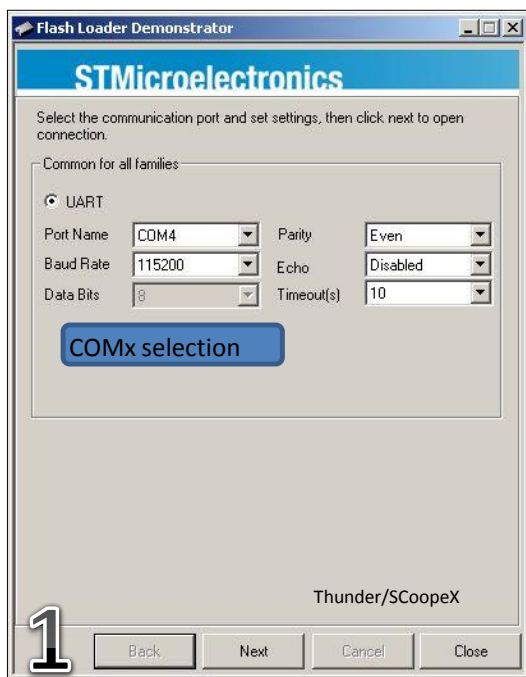 Flash Loader Demonstrator
STMicroelectronics
Select the communication port and set settings, then click next to open
connection.
Common for all families
UART
Port Name COM4 Parity Even
Baud Rate 115200 Echo Disabled
Data Bits 8 Timeout(s) 10
COMx selection
Thunder/SCoopeX
1
Back Next Cancel Close